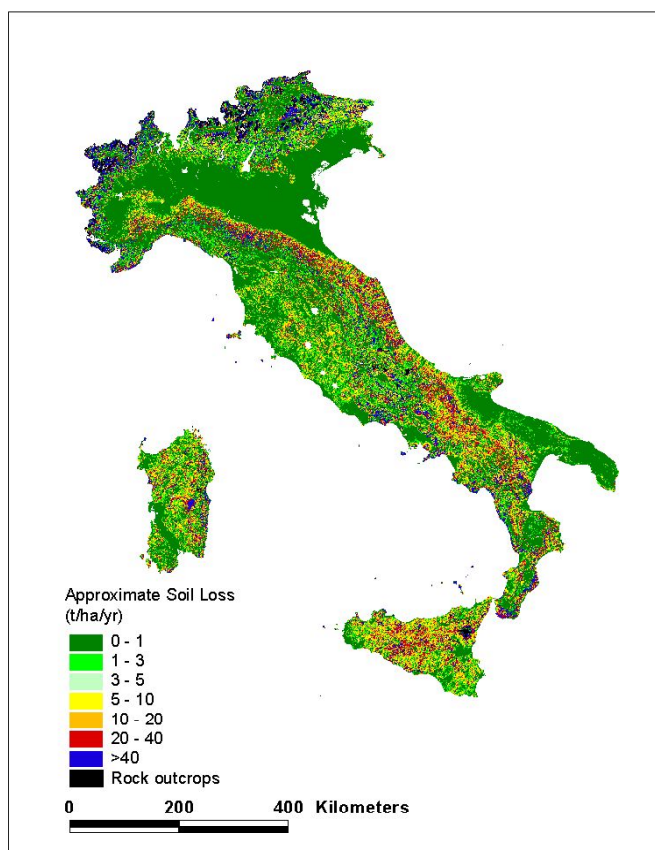 Approximate Soil Loss
(t/ha/yr)
0 - 1
1 - 3
3 - 5
5 - 10
10 - 20
20 - 40
>40
Rock outcrops
0 200 400 Kilometers